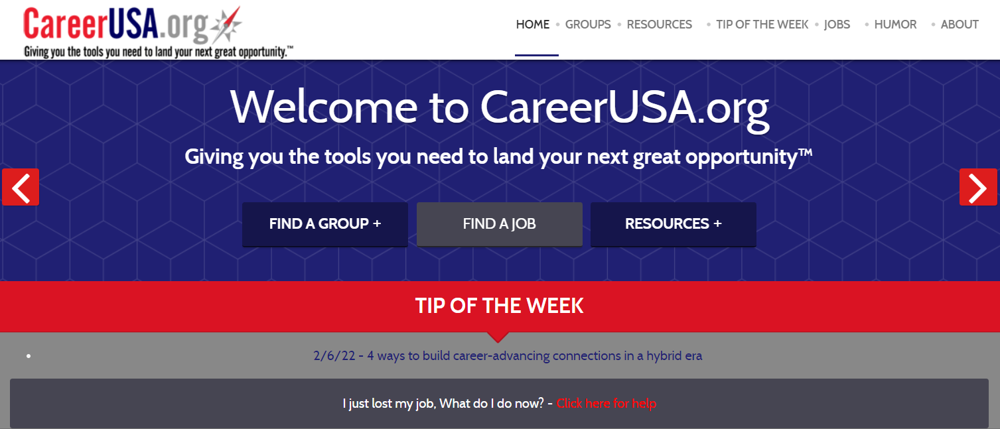 CareerUSA.org
Giving you the tools you need to land your next great opportunity.™
HOME • GROUPS • RESOURCES • TIP OF THE WEEK • JOBS • HUMOR • ABOUT
Welcome to CareerUSA.org
Giving you the tools you need to land your next great opportunity™
FIND A GROUP +
FIND A JOB
RESOURCES +
TIP OF THE WEEK
• 2/6/22 - 4 ways to build career-advancing connections in a hybrid era
I just lost my job, What do I do now? - Click here for help